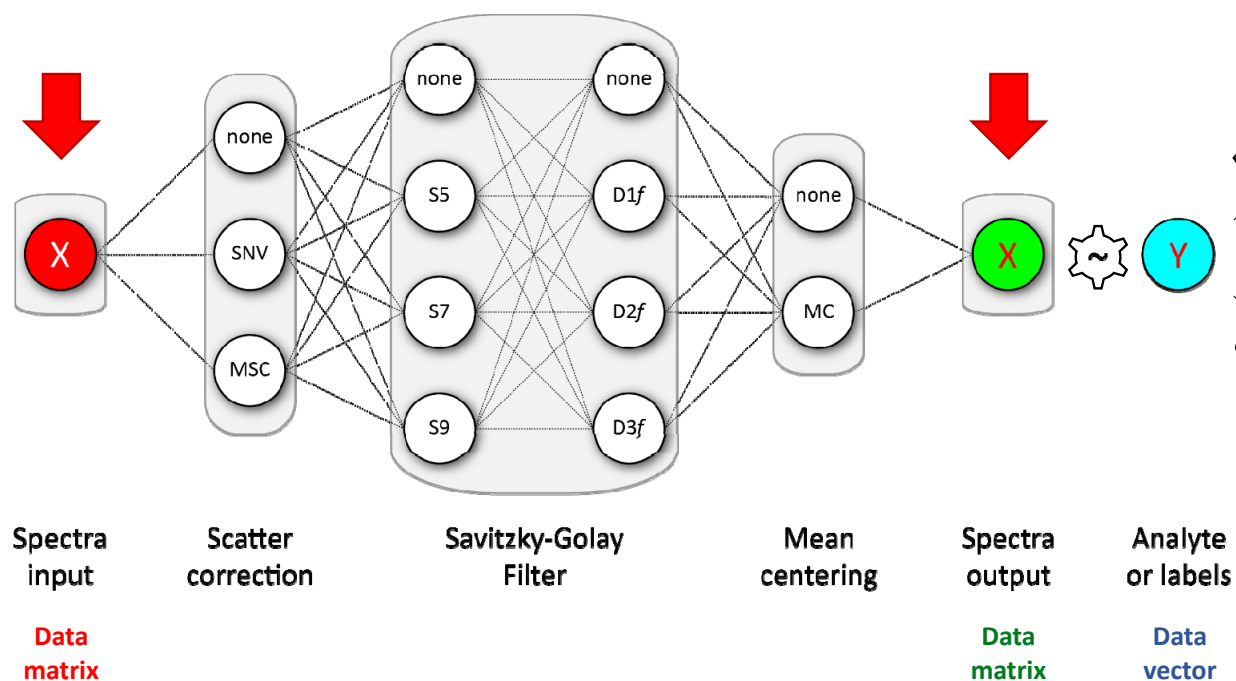 none
none
none
S5
D1f
none
X
SNV
X
~
Y
S7
D2f
MC
MSC
S9
D3f
Spectra
input
Scatter
correction
Savitzky-Golay
Filter
Mean
centering
Spectra
output
Analyte
or labels
Data
matrix
Data
matrix
Data
vector